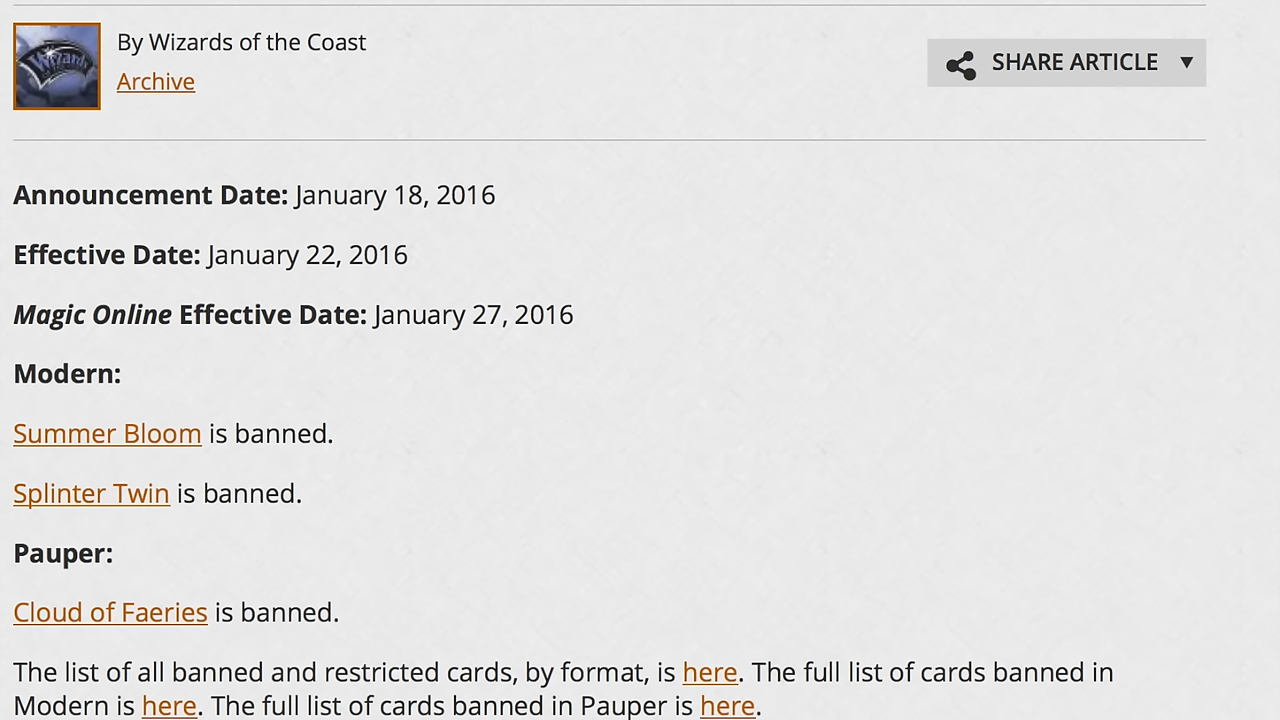 Wizards
By Wizards of the Coast
Archive
SHARE ARTICLE
Announcement Date: January 18, 2016
Effective Date: January 22, 2016
Magic Online Effective Date: January 27, 2016
Modern:
Summer Bloom is banned.
Splinter Twin is banned.
Pauper:
Cloud of Faeries is banned.
The list of all banned and restricted cards, by format, is here. The full list of cards banned in
Modern is here. The full list of cards banned in Pauper is here.